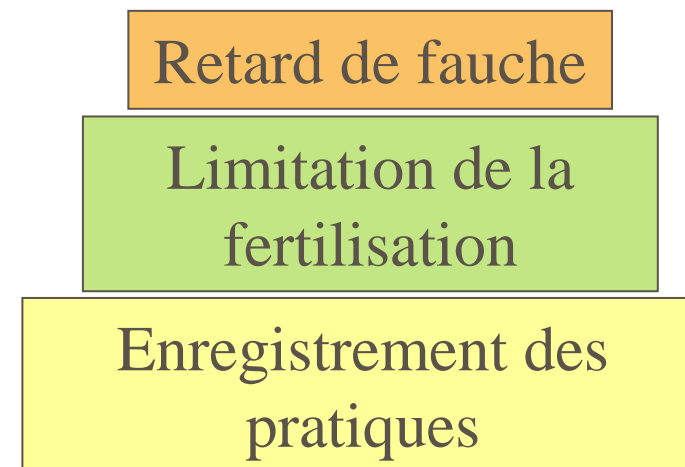 Retard de fauche
Limitation de la
fertilisation
Enregistrement des
pratiques